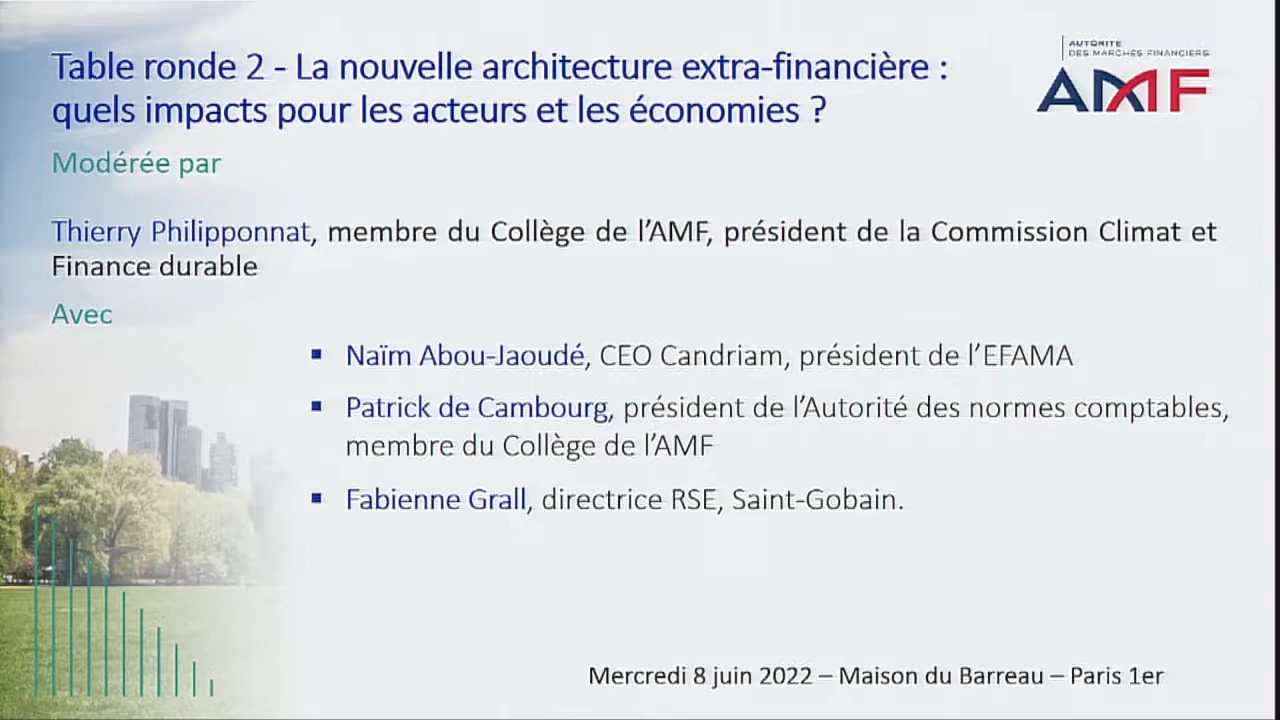 Table ronde 2 - La nouvelle architecture extra-financière :
quels impacts pour les acteurs et les économies ?
AUTORITÉ
DES MARCHÉS FINANCIERS
AMF
Modérée par
Thierry Philipponnat, membre du Collège de l’AMF, président de la Commission Climat et
Finance durable
Avec
▪ Naïm Abou-Jaoudé, CEO Candriam, président de l’EFAMA
▪ Patrick de Cambourg, président de l’Autorité des normes comptables,
membre du Collège de l’AMF
▪ Fabienne Grall, directrice RSE, Saint-Gobain.
Mercredi 8 juin 2022 – Maison du Barreau – Paris 1er